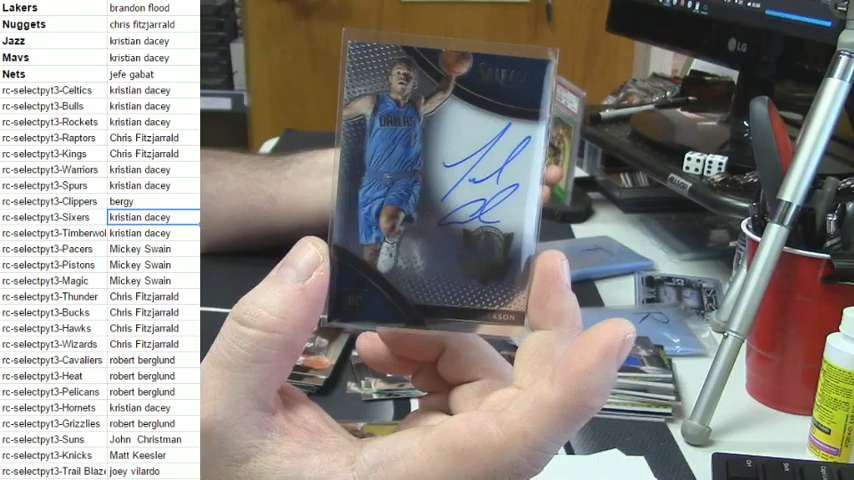 Lakers brandon flood
Nuggets chris fitzjarrald
Jazz kristian dacey
Mavs kristian dacey
Nets jefe gabat
rc-selectpyt3-Celtics kristian dacey
rc-selectpyt3-Bulls kristian dacey
rc-selectpyt3-Rockets kristian dacey
rc-selectpyt3-Raptors Chris Fitzjarrald
rc-selectpyt3-Kings Chris Fitzjarrald
rc-selectpyt3-Warriors kristian dacey
rc-selectpyt3-Spurs kristian dacey
rc-selectpyt3-Clippers bergy
rc-selectpyt3-Sixers kristian dacey
rc-selectpyt3-Timberwol kristian dacey
rc-selectpyt3-Pacers Mickey Swain
rc-selectpyt3-Pistons Mickey Swain
rc-selectpyt3-Magic Mickey Swain
rc-selectpyt3-Thunder Chris Fitzjarrald
rc-selectpyt3-Bucks Chris Fitzjarrald
rc-selectpyt3-Hawks Chris Fitzjarrald
rc-selectpyt3-Wizards Chris Fitzjarrald
rc-selectpyt3-Cavaliers robert berglund
rc-selectpyt3-Heat robert berglund
rc-selectpyt3-Pelicans robert berglund
rc-selectpyt3-Hornets kristian dacey
rc-selectpyt3-Grizzlies robert berglund
rc-selectpyt3-Suns John Christman
rc-selectpyt3-Knicks Matt Keesler
rc-selectpyt3-Trail Blaze joey vilardo
SELECT
DALLAS
LG